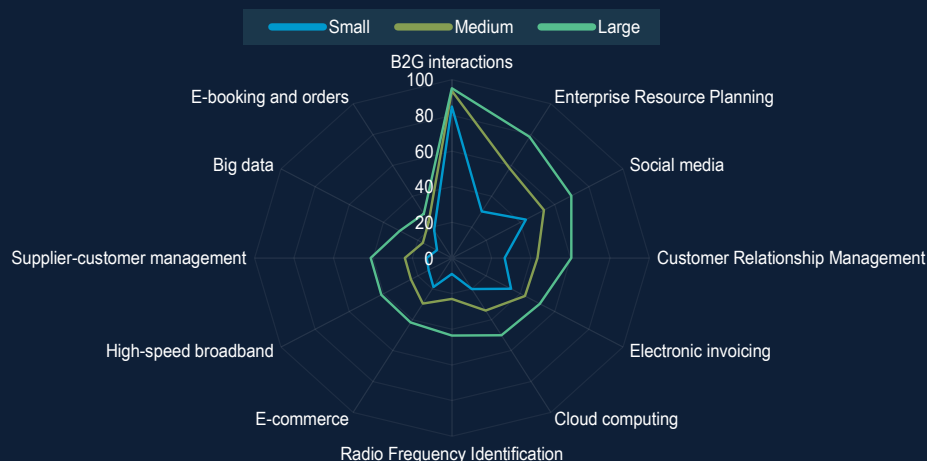 Small Medium Large
B2G interactions
100
E-booking and orders
Enterprise Resource Planning
80
60
Big data
Social media
40
20
Supplier-customer management
0
Customer Relationship Management
High-speed broadband
Electronic invoicing
E-commerce
Cloud computing
Radio Frequency Identification